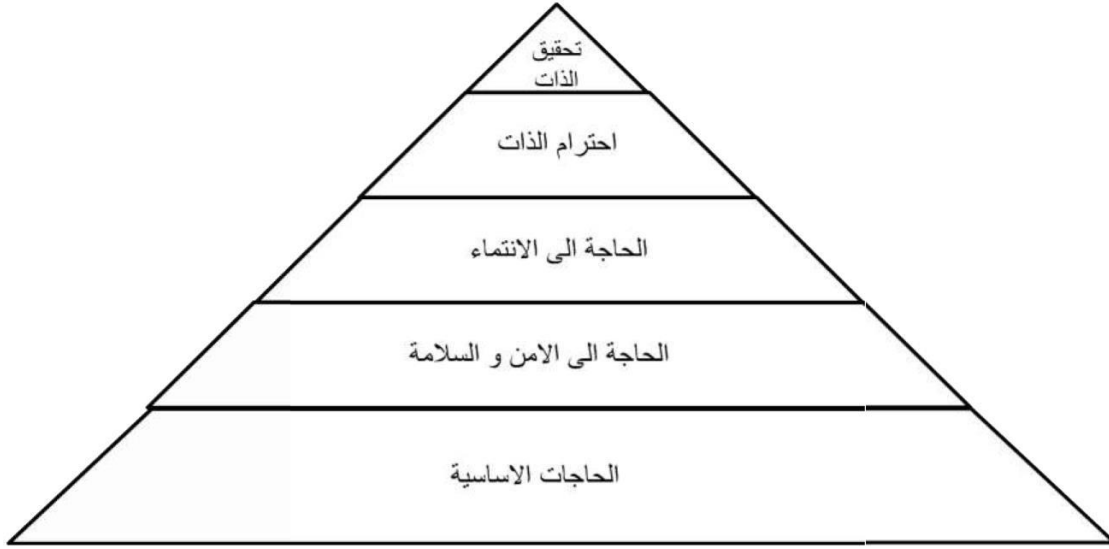 تحقيق
الذات
احترام الذات
الحاجة الى الانتماء
الحاجة الى الامن و السلامة
الحاجات الاساسية